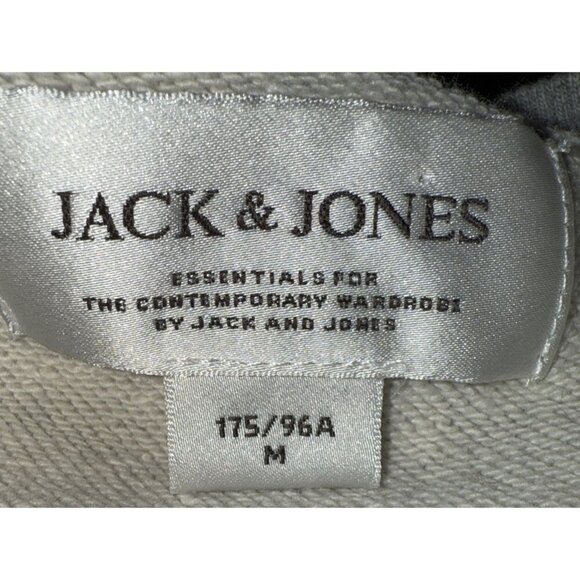 JACK & JONES
ESSENTIALS FOR
THE CONTEMPORARY WARDROBE
BY JACK AND JONES
175/96A
M